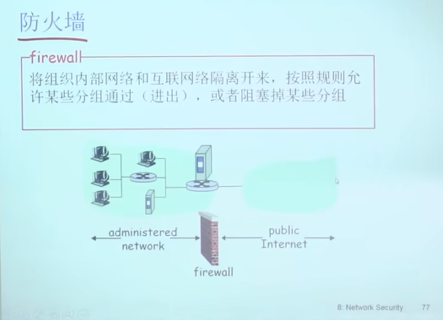 防火墙
firewall
将组织内部网络和互联网络隔离开来，按照规则允
许某些分组通过（进出），或者阻塞掉某些分组
administered
network
public
Internet
firewall
8: Network Security 77